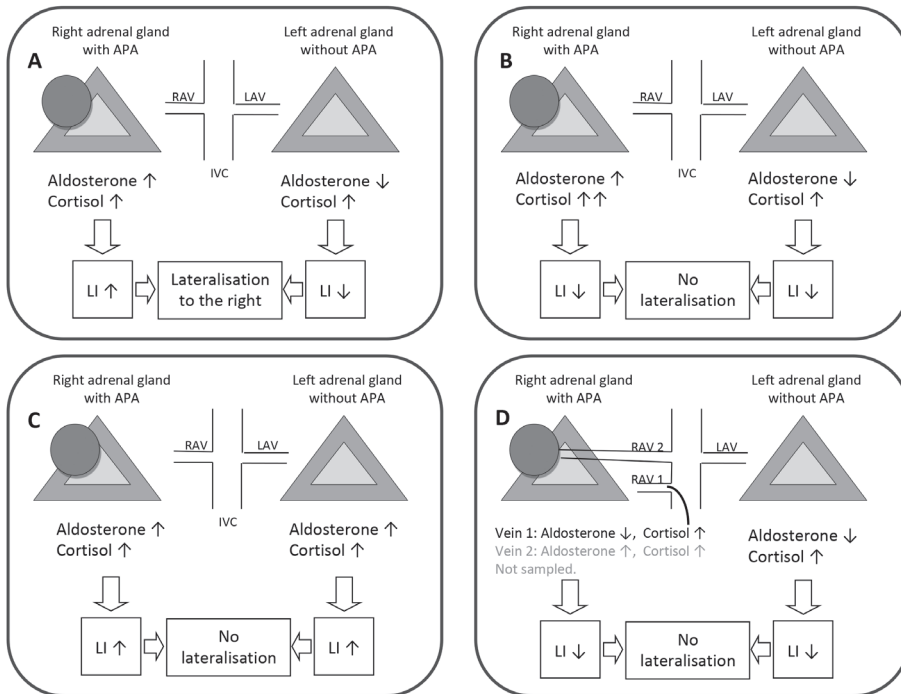 A
Right adrenal gland
with APA
Left adrenal gland
without APA
RAV
LAV
IVC
Aldosterone ↑
Cortisol ↑
Aldosterone ↓
Cortisol ↑
LI ↑
Lateralisation
to the right
LI ↓
B
Right adrenal gland
with APA
Left adrenal gland
without APA
RAV
LAV
IVC
Aldosterone ↑
Cortisol ↑↑
Aldosterone ↓
Cortisol ↑
LI ↓
No
lateralisation
LI ↓
C
Right adrenal gland
with APA
Left adrenal gland
without APA
RAV
LAV
IVC
Aldosterone ↑
Cortisol ↑
Aldosterone ↑
Cortisol ↑
LI ↑
No
lateralisation
LI ↑
D
Right adrenal gland
with APA
Left adrenal gland
without APA
RAV 2
LAV
RAV 1
Vein 1: Aldosterone ↓, Cortisol ↑
Vein 2: Aldosterone ↑, Cortisol ↑
Not sampled.
Aldosterone ↓
Cortisol ↑
LI ↓
No
lateralisation
LI ↓